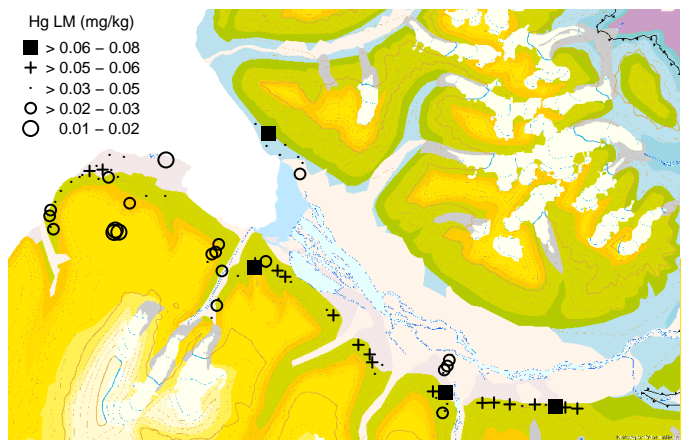 Hg LM (mg/kg)
> 0.06 – 0.08
> 0.05 – 0.06
> 0.03 – 0.05
> 0.02 – 0.03
0.01 – 0.02